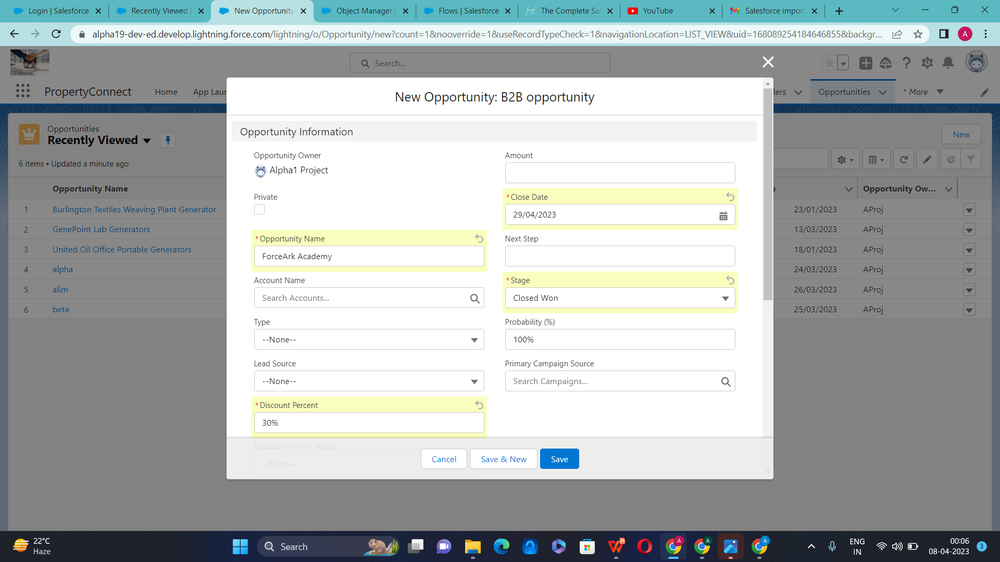 Login | Salesforce
Recently Viewed |
New Opportunity
Object Manager |
Flows | Salesforce
The Complete Sal
YouTube
Salesforce import
alpha19-dev-ed.develop.lightning.force.com/lightning/o/Opportunity/new?count=1&nooverride=1&useRecordTypeCheck=1&navigationLocation=LIST_VIEW&uid=168089254184646855&backgr...
A
Search...
PropertyConnect
Home
App Laun
Opportunities
* More
New Opportunity: B2B opportunity
Opportunities
Recently Viewed
6 items • Updated a minute ago
New
Opportunity Information
Opportunity Owner
Alpha1 Project
Amount
Private
*Close Date
29/04/2023
*Opportunity Name
ForceArk Academy
Next Step
Account Name
Search Accounts...
*Stage
Closed Won
Type
--None--
Probability (%)
100%
Lead Source
--None--
Primary Campaign Source
Search Campaigns...
*Discount Percent
30%
Discount Percent Status
--None--
Cancel
Save & New
Save
Opportunity Name
Opportunity Ow...
1 Burlington Textiles Weaving Plant Generator 23/01/2023 AProj
2 GenePoint Lab Generators 13/03/2023 AProj
3 United Oil Office Portable Generators 18/01/2023 AProj
4 alpha 24/03/2023 AProj
5 alim 26/03/2023 AProj
6 beta 25/03/2023 AProj
22°C
Haze
Search
ENG
IN
00:06
08-04-2023
3